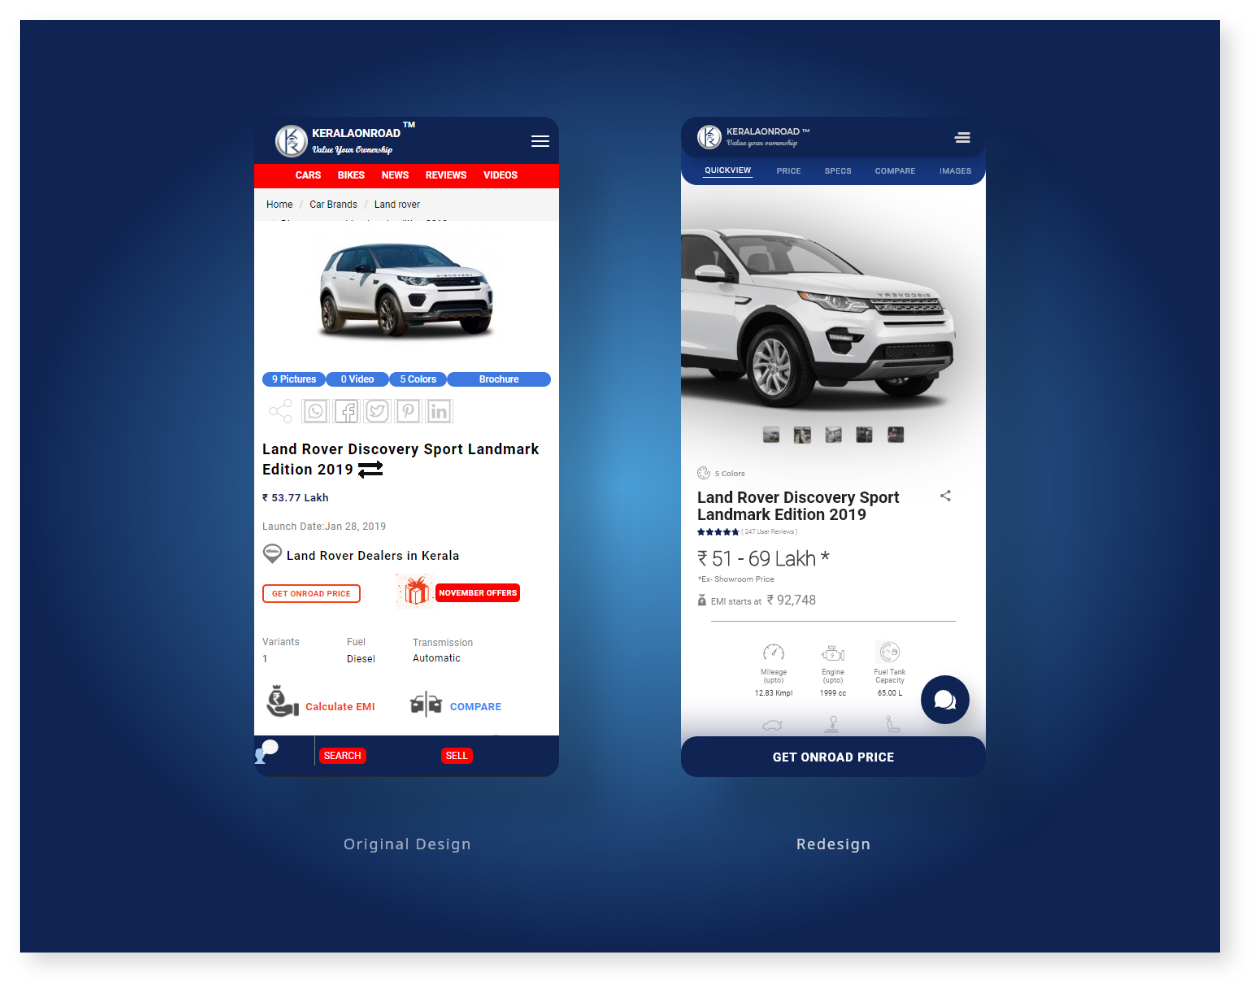 KERALAONROAD TM
Value Your Ownership
CARS BIKES NEWS REVIEWS VIDEOS
Home / Car Brands / Land rover
9 Pictures 0 Video 5 Colors Brochure
Land Rover Discovery Sport Landmark
Edition 2019
₹ 53.77 Lakh
Launch Date:Jan 28, 2019
Land Rover Dealers in Kerala
GET ONROAD PRICE NOVEMBER OFFERS
Variants Fuel Transmission
1 Diesel Automatic
Calculate EMI COMPARE
SEARCH SELL
Original Design
KERALAONROAD TM
Value your ownership
QUICKVIEW PRICE SPECS COMPARE IMAGES
5 Colors
Land Rover Discovery Sport
Landmark Edition 2019
( 247 User Reviews )
₹ 51 - 69 Lakh *
*Ex- Showroom Price
EMI starts at ₹ 92,748
Mileage Engine Fuel Tank
(upto) (upto) Capacity
12.83 Kmpl 1999 cc 65.00 L
GET ONROAD PRICE
Redesign